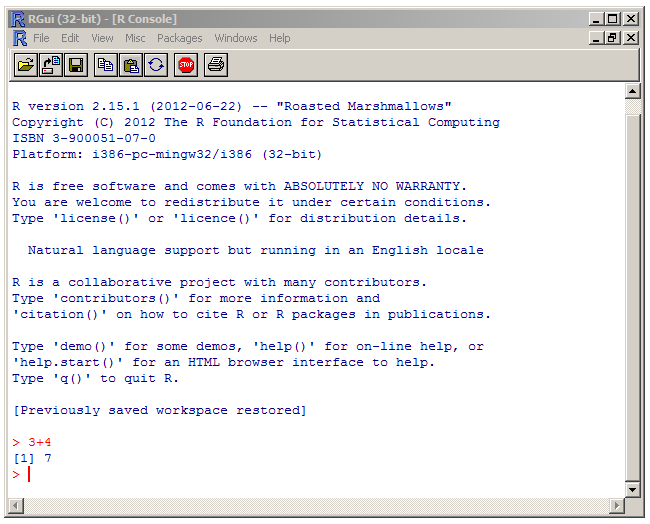 RGui (32-bit) - [R Console]
File Edit View Misc Packages Windows Help
STOP
R version 2.15.1 (2012-06-22) -- "Roasted Marshmallows"
Copyright (C) 2012 The R Foundation for Statistical Computing
ISBN 3-900051-07-0
Platform: i386-pc-mingw32/i386 (32-bit)
R is free software and comes with ABSOLUTELY NO WARRANTY.
You are welcome to redistribute it under certain conditions.
Type 'license()' or 'licence()' for distribution details.
Natural language support but running in an English locale
R is a collaborative project with many contributors.
Type 'contributors()' for more information and
'citation()' on how to cite R or R packages in publications.
Type 'demo()' for some demos, 'help()' for on-line help, or
'help.start()' for an HTML browser interface to help.
Type 'q()' to quit R.
[Previously saved workspace restored]
> 3+4
[1] 7
>